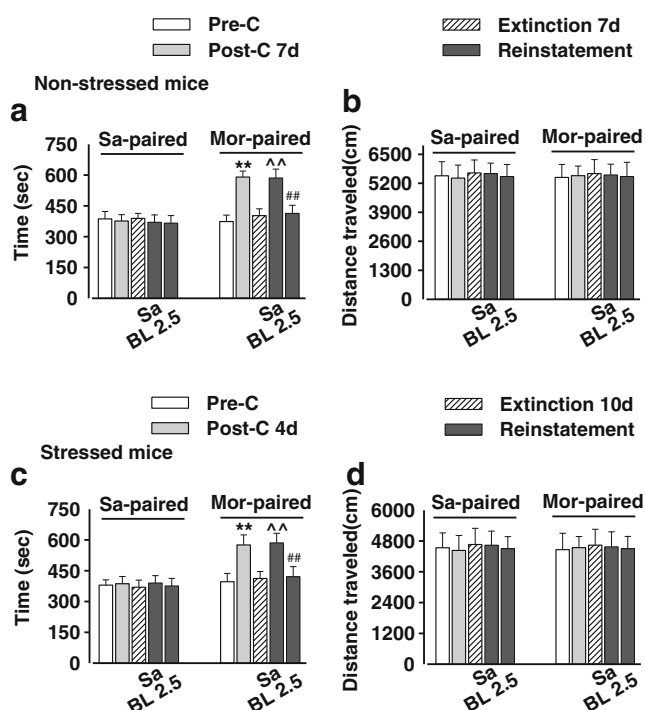 Pre-C
Post-C 7d
Extinction 7d
Reinstatement
Non-stressed mice
a
Sa-paired Mor-paired
Time (sec)
750
600
450
300
150
0
** ^^ ##
Sa Sa
BL 2.5 BL 2.5
b
Sa-paired Mor-paired
Distance traveled(cm)
6500
5200
3900
2600
1300
0
Sa Sa
BL 2.5 BL 2.5
Pre-C
Post-C 4d
Extinction 10d
Reinstatement
Stressed mice
c
Sa-paired Mor-paired
Time (sec)
750
600
450
300
150
0
** ^^ ##
Sa Sa
BL 2.5 BL 2.5
d
Sa-paired Mor-paired
Distance traveled(cm)
6000
4800
3600
2400
1200
0
Sa Sa
BL 2.5 BL 2.5